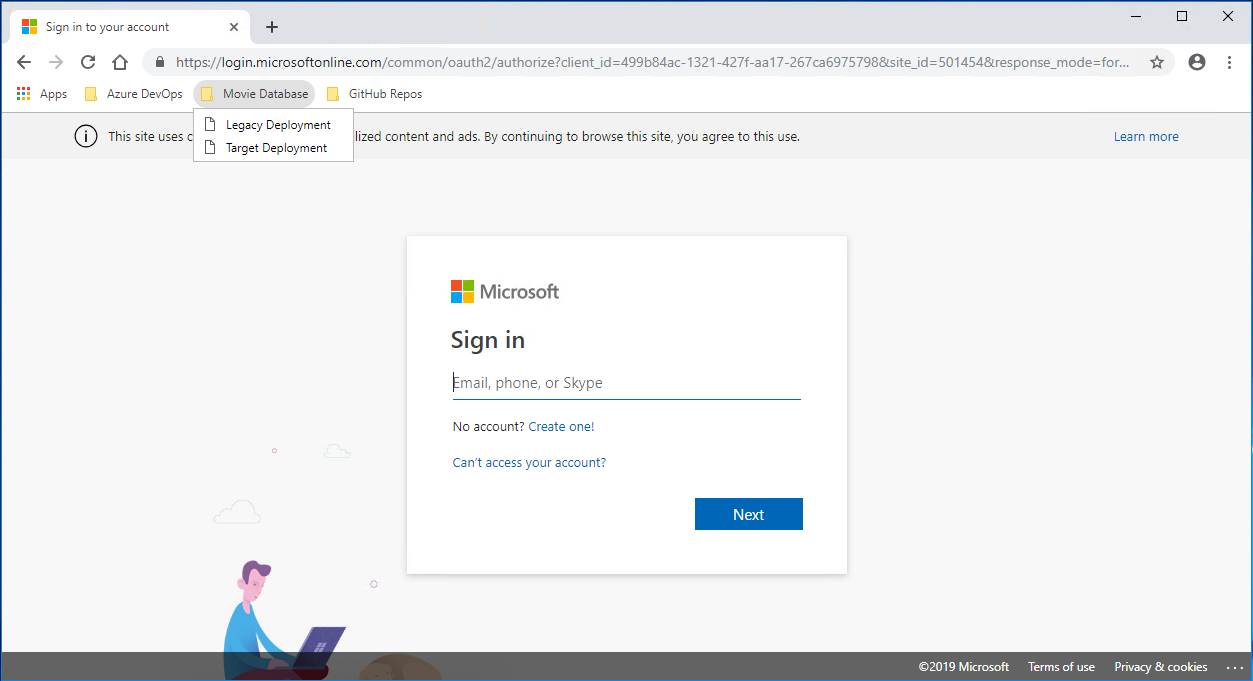 Sign in to your account
https://login.microsoftonline.com/common/oauth2/authorize?client_id=499b84ac-1321-427f-aa17-267ca6975798&site_id=501454&response_mode=for...
Apps Azure DevOps Movie Database GitHub Repos
Legacy Deployment
Target Deployment
This site uses c lized content and ads. By continuing to browse this site, you agree to this use. Learn more
Microsoft
Sign in
Email, phone, or Skype
No account? Create one!
Can't access your account?
Next
©2019 Microsoft Terms of use Privacy & cookies ...